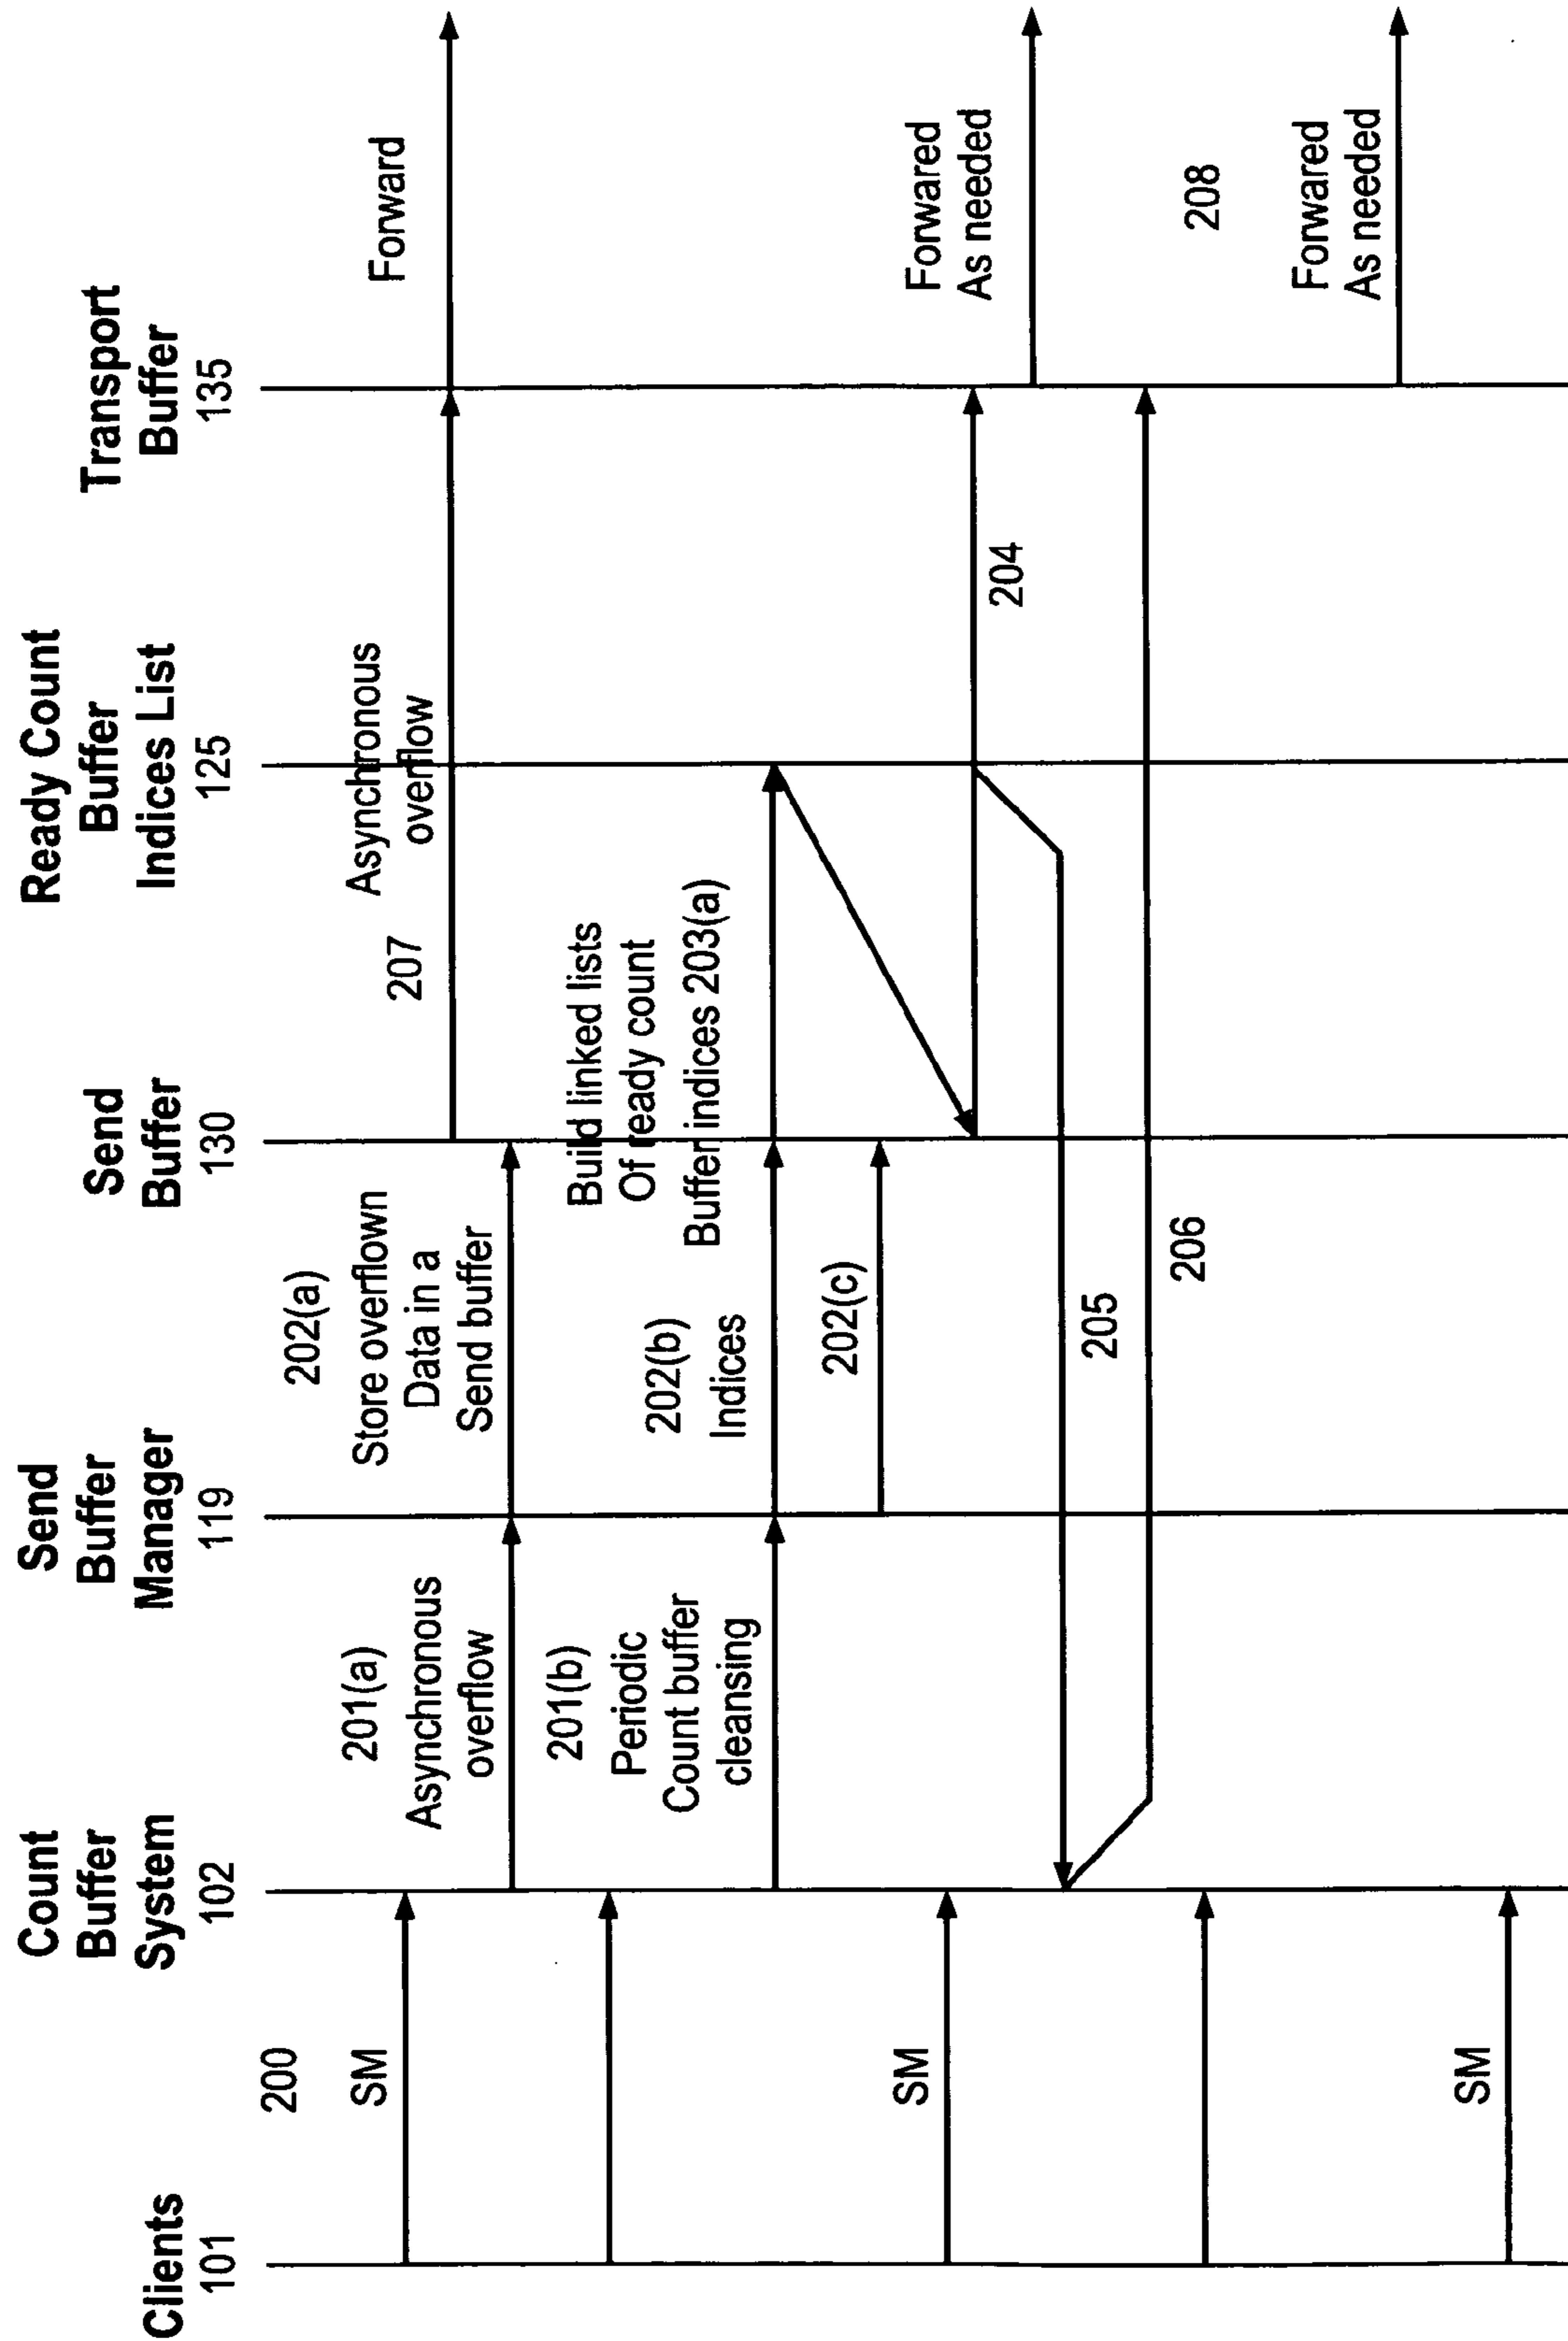 Clients
101
Count
Buffer
System
102
Send
Buffer
Manager
119
Send
Buffer
130
Ready Count
Buffer
Indices List
125
Transport
Buffer
135
200
SM
201(a)
Asynchronous
overflow
202(a)
Store overflown
Data in a
Send buffer
207
Asynchronous
overflow
Forward
201(b)
Periodic
Count buffer
cleansing
202(b)
Indices
Build linked lists
Of ready count
Buffer indices 203(a)
202(c)
SM
204
Forwared
As needed
205
206
208
Forwared
As needed
SM